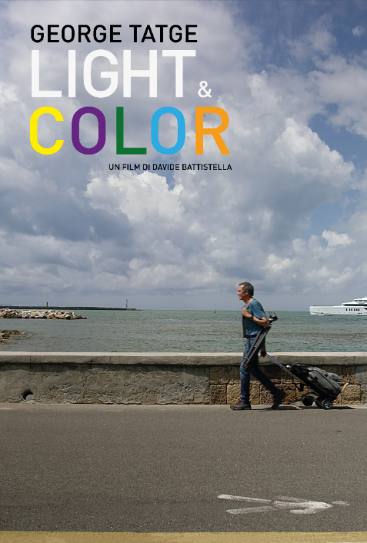 GEORGE TATGE
LIGHT
&
COLOR
UN FILM DI DAVIDE BATTISTELLA